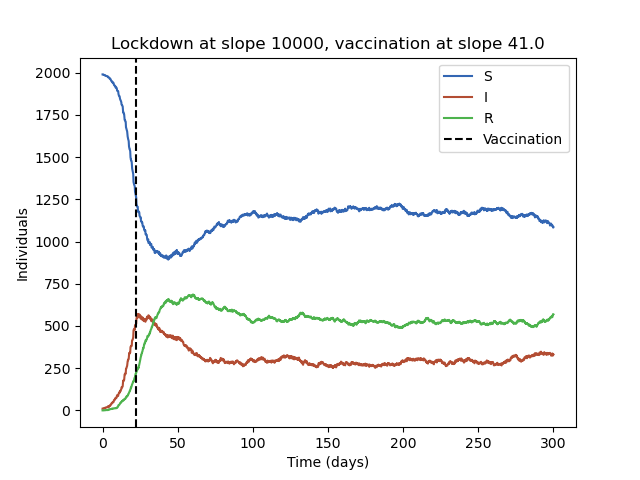 Lockdown at slope 10000, vaccination at slope 41.0
S
I
R
Vaccination
Individuals
2000
1750
1500
1250
1000
750
500
250
0
0 50 100 150 200 250 300
Time (days)